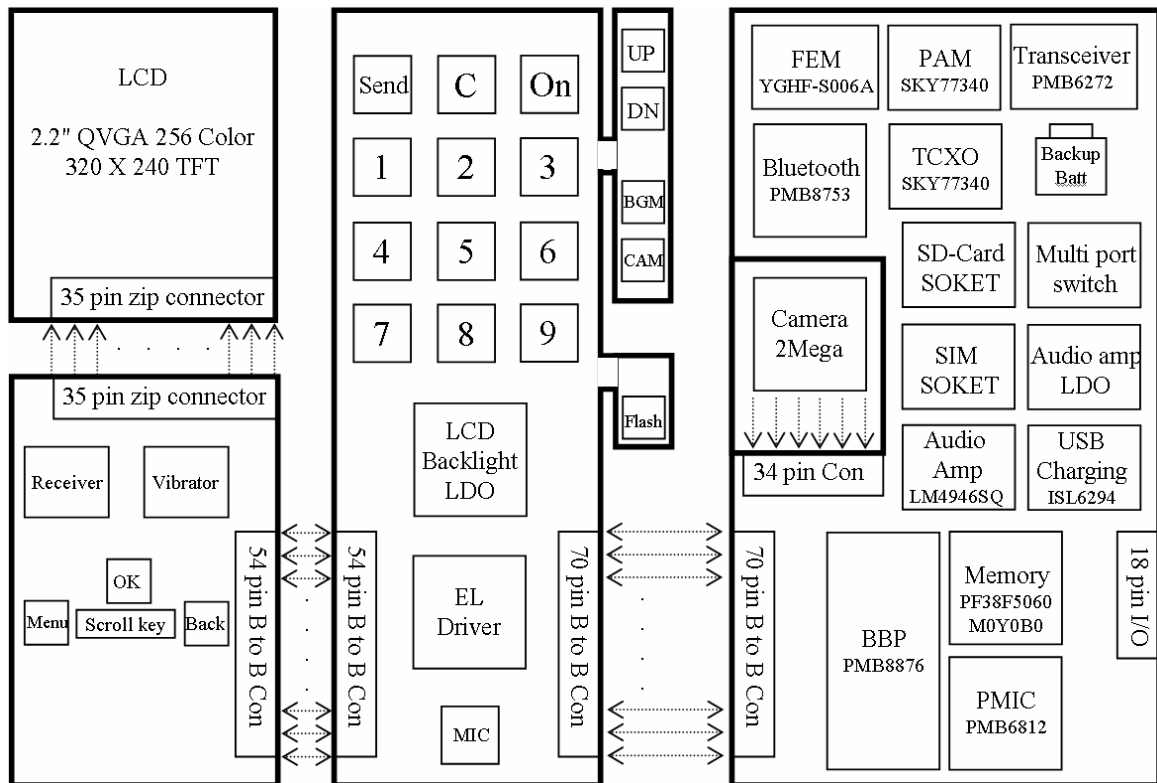 LCD
2.2" QVGA 256 Color
320 X 240 TFT
35 pin zip connector
35 pin zip connector
Receiver
Vibrator
OK
Menu
Scroll key
Back
54 pin B to B Con
54 pin B to B Con
Send
C
On
1
2
3
4
5
6
7
8
9
LCD
Backlight
LDO
EL
Driver
MIC
70 pin B to B Con
UP
DN
BGM
CAM
Flash
70 pin B to B Con
FEM
YGHF-S006A
PAM
SKY77340
Transceiver
PMB6272
Bluetooth
PMB8753
TCXO
SKY77340
Backup
Batt
SD-Card
SOKET
Multi port
switch
Camera
2Mega
34 pin Con
SIM
SOKET
Audio amp
LDO
Audio
Amp
LM4946SQ
USB
Charging
ISL6294
BBP
PMB8876
Memory
PF38F5060
M0Y0B0
PMIC
PMB6812
18 pin I/O